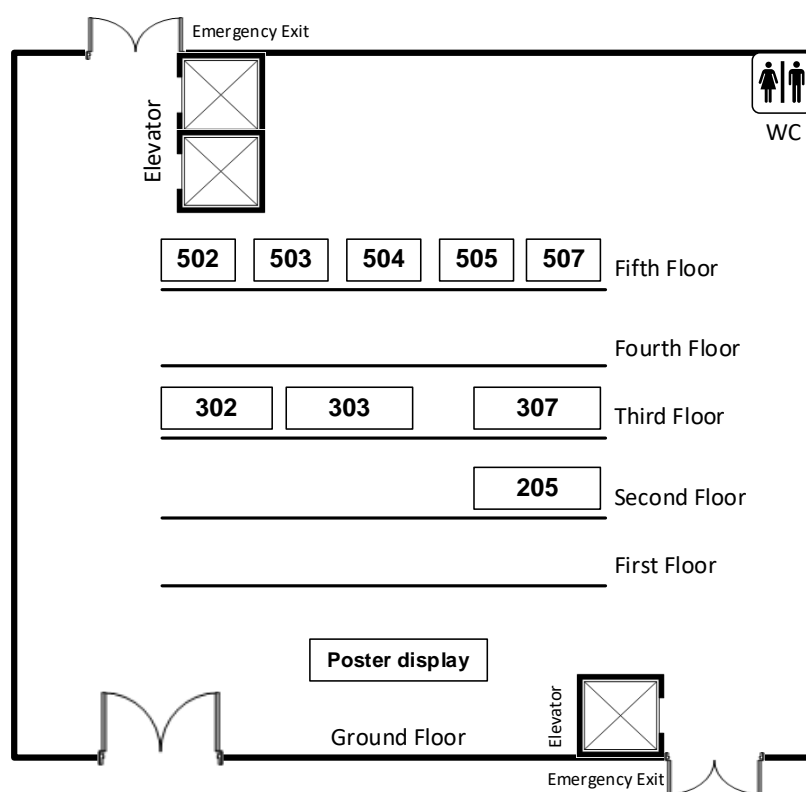 Emergency Exit
Elevator
WC
502 503 504 505 507 Fifth Floor
Fourth Floor
302 303 307 Third Floor
205 Second Floor
First Floor
Poster display
Elevator
Ground Floor
Emergency Exit